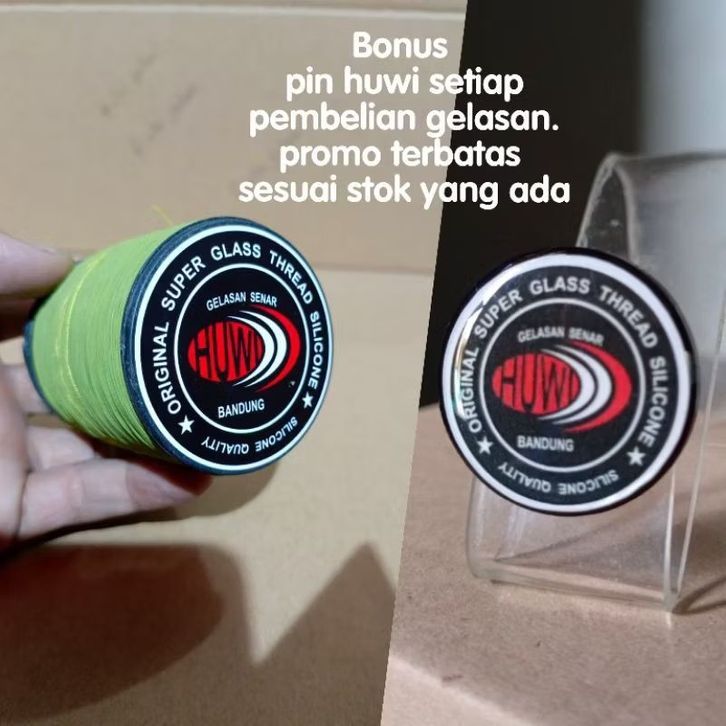 Bonus
pin huwi setiap
pembelian gelasan.
promo terbatas
sesuai stok yang ada
ORIGINAL SUPER GLASS THREAD SILICONE
GELASAN SENAR
HUWI
BANDUNG
SILICONE QUALITY
ORIGINAL SUPER GLASS THREAD SILICONE
GELASAN SENAR
HUWI
BANDUNG
SILICONE QUALITY